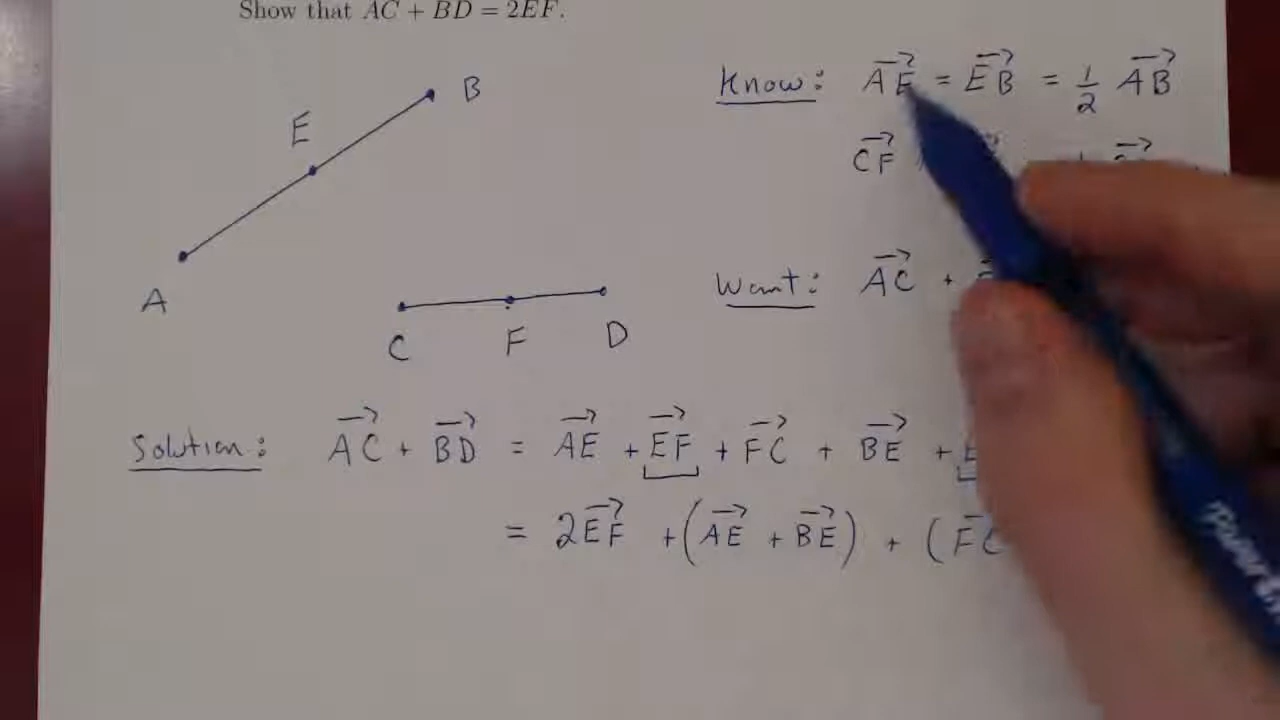 Show that AC + BD = 2EF.
B
E
A
C F D
Know: AE = EB = 1/2 AB
CF
Want: AC +
Solution: AC + BD = AE + EF + FC + BE +
= 2EF + (AE + BE) + (FC